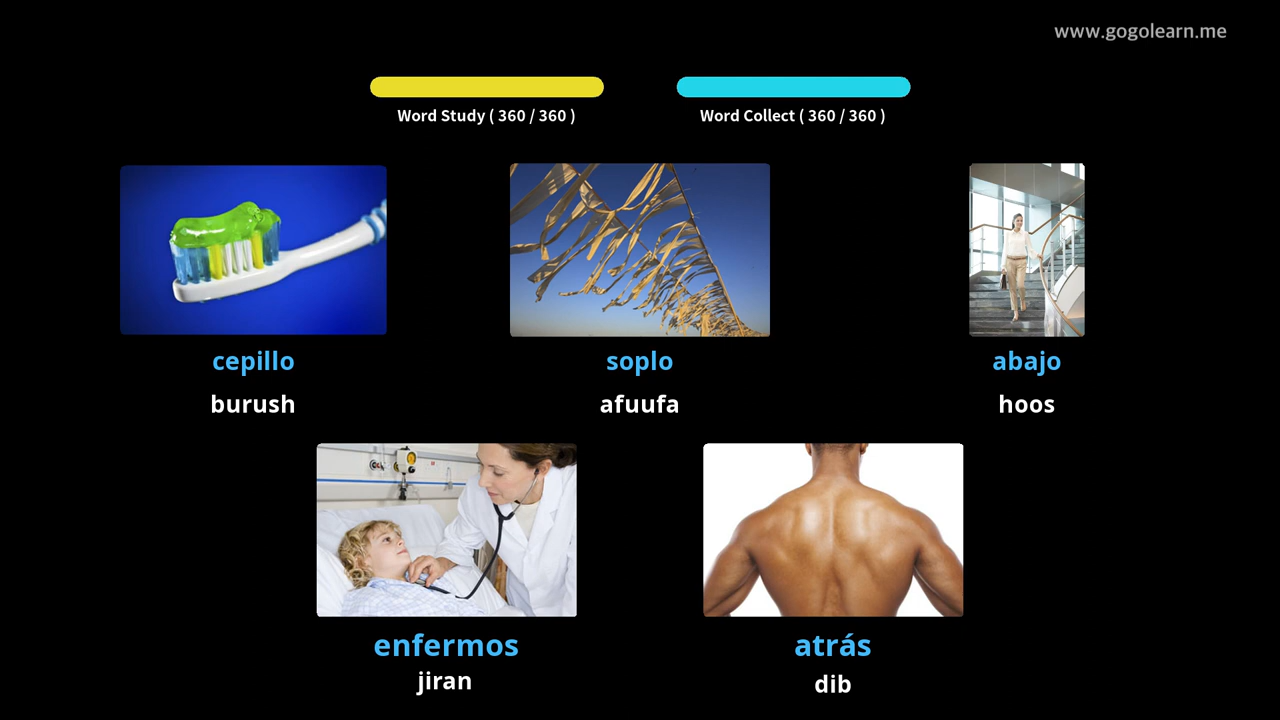 www.gogolearn.me
Word Study ( 360 / 360 )
Word Collect ( 360 / 360 )
cepillo
burush
soplo
afuufa
abajo
hoos
enfermos
jiran
atrás
dib